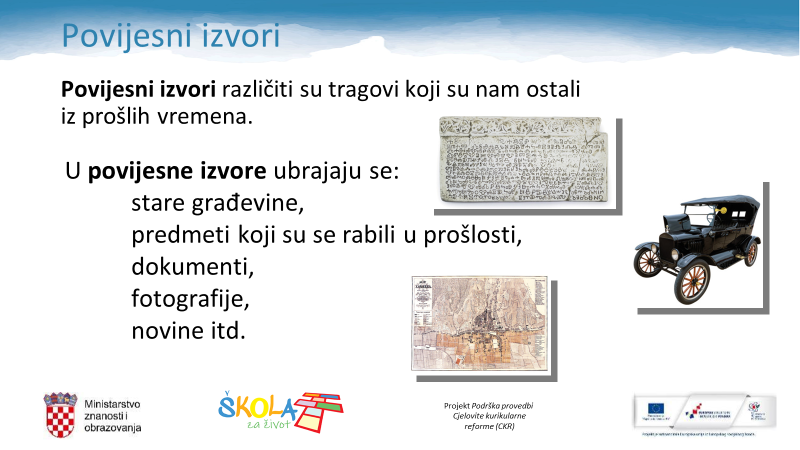 Povijesni izvori
Povijesni izvori različiti su tragovi koji su nam ostali
iz prošlih vremena.
U povijesne izvore ubrajaju se:
stare građevine,
predmeti koji su se rabili u prošlosti,
dokumenti,
fotografije,
novine itd.
Ministarstvo
znanosti i
obrazovanja
ŠKOLA
za život
Projekt Podrška provedbi
Cjelovite kurikularne
reforme (CKR)